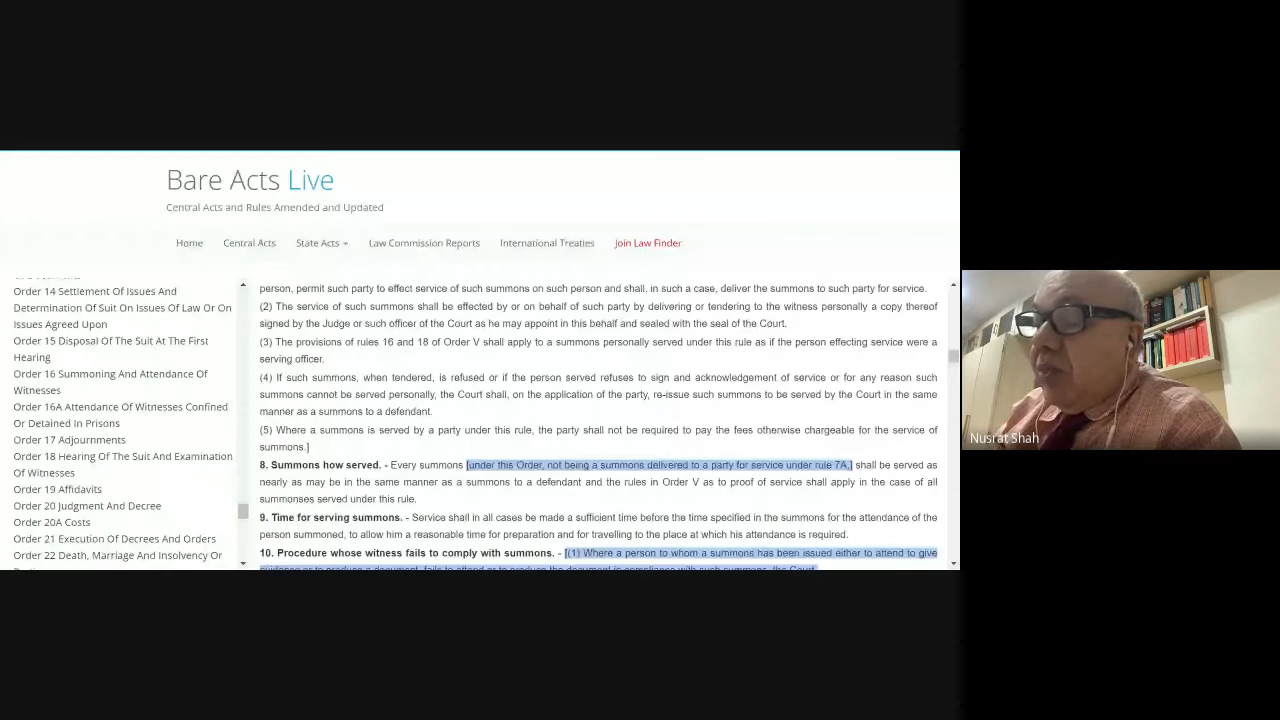 Bare Acts Live
Central Acts and Rules Amended and Updated
Home Central Acts State Acts Law Commission Reports International Treaties Join Law Finder
Order 14 Settlement Of Issues And
Determination Of Suit On Issues Of Law Or On
Issues Agreed Upon
Order 15 Disposal Of The Suit At The First
Hearing
Order 16 Summoning And Attendance Of
Witnesses
Order 16A Attendance Of Witnesses Confined
Or Detained In Prisons
Order 17 Adjournments
Order 18 Hearing Of The Suit And Examination
Of Witnesses
Order 19 Affidavits
Order 20 Judgment And Decree
Order 20A Costs
Order 21 Execution Of Decrees And Orders
Order 22 Death, Marriage And Insolvency Or
person, permit such party to effect service of such summons on such person and shall, in such a case, deliver the summons to such party for service.
(2) The service of such summons shall be effected by or on behalf of such party by delivering or tendering to the witness personally a copy thereof
signed by the Judge or such officer of the Court as he may appoint in this behalf and sealed with the seal of the Court.
(3) The provisions of rules 16 and 18 of Order V shall apply to a summons personally served under this rule as if the person effecting service were a
serving officer.
(4) If such summons, when tendered, is refused or if the person served refuses to sign and acknowledgement of service or for any reason such
summons cannot be served personally, the Court shall, on the application of the party, re-issue such summons to be served by the Court in the same
manner as a summons to a defendant.
(5) Where a summons is served by a party under this rule, the party shall not be required to pay the fees otherwise chargeable for the service of
summons.]
8. Summons how served. - Every summons [under this Order, not being a summons delivered to a party for service under rule 7A,] shall be served as
nearly as may be in the same manner as a summons to a defendant and the rules in Order V as to proof of service shall apply in the case of all
summonses served under this rule.
9. Time for serving summons. - Service shall in all cases be made a sufficient time before the time specified in the summons for the attendance of the
person summoned, to allow him a reasonable time for preparation and for travelling to the place at which his attendance is required.
10. Procedure whose witness fails to comply with summons. - [(1) Where a person to whom a summons has been issued either to attend to give
evidence or to produce a document, fails to attend or to produce the document in compliance with such summons, the Court
Nusrat Shah